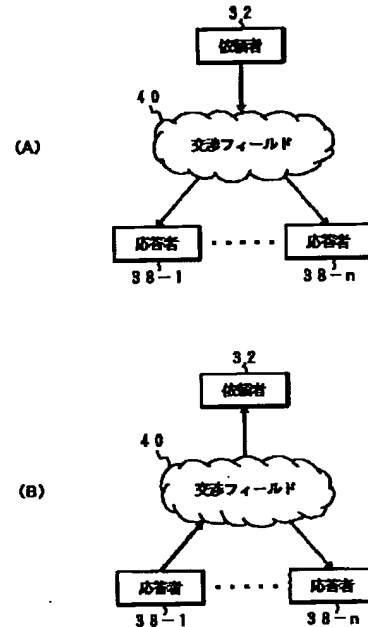 32
依頼者
40
(A)
交渉フィールド
応答者 ····· 応答者
38-1 38-n
32
依頼者
40
(B)
交渉フィールド
応答者 ····· 応答者
38-1 38-n